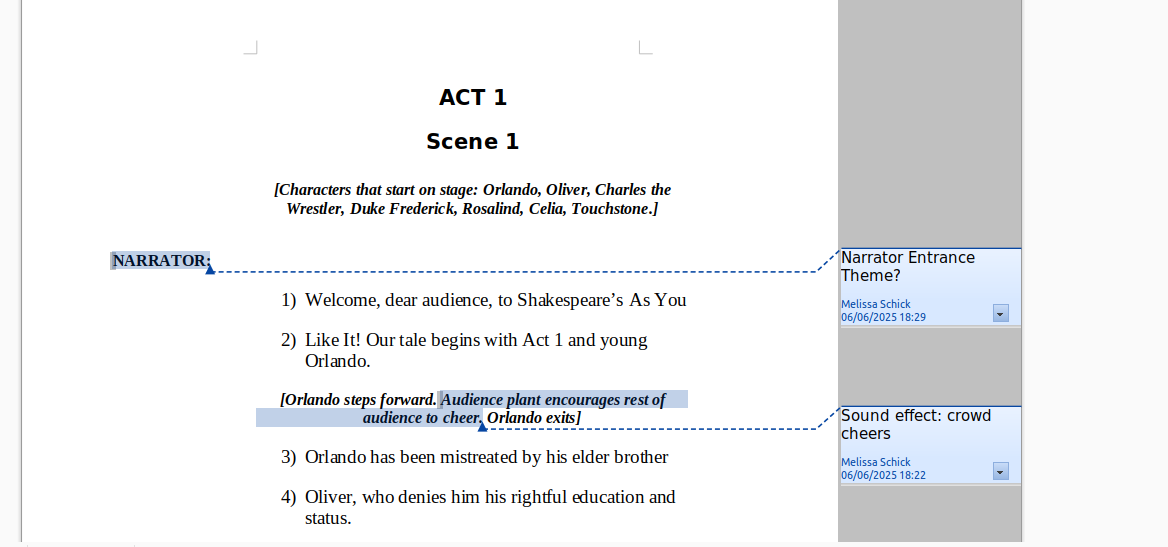 ACT 1
Scene 1
[Characters that start on stage: Orlando, Oliver, Charles the
Wrestler, Duke Frederick, Rosalind, Celia, Touchstone.]
NARRATOR:
Narrator Entrance
Theme?
Melissa Schick
06/06/2025 18:29
1) Welcome, dear audience, to Shakespeare’s As You
2) Like It! Our tale begins with Act 1 and young
Orlando.
[Orlando steps forward. Audience plant encourages rest of
audience to cheer. Orlando exits]
Sound effect: crowd
cheers
Melissa Schick
06/06/2025 18:22
3) Orlando has been mistreated by his elder brother
4) Oliver, who denies him his rightful education and
status.